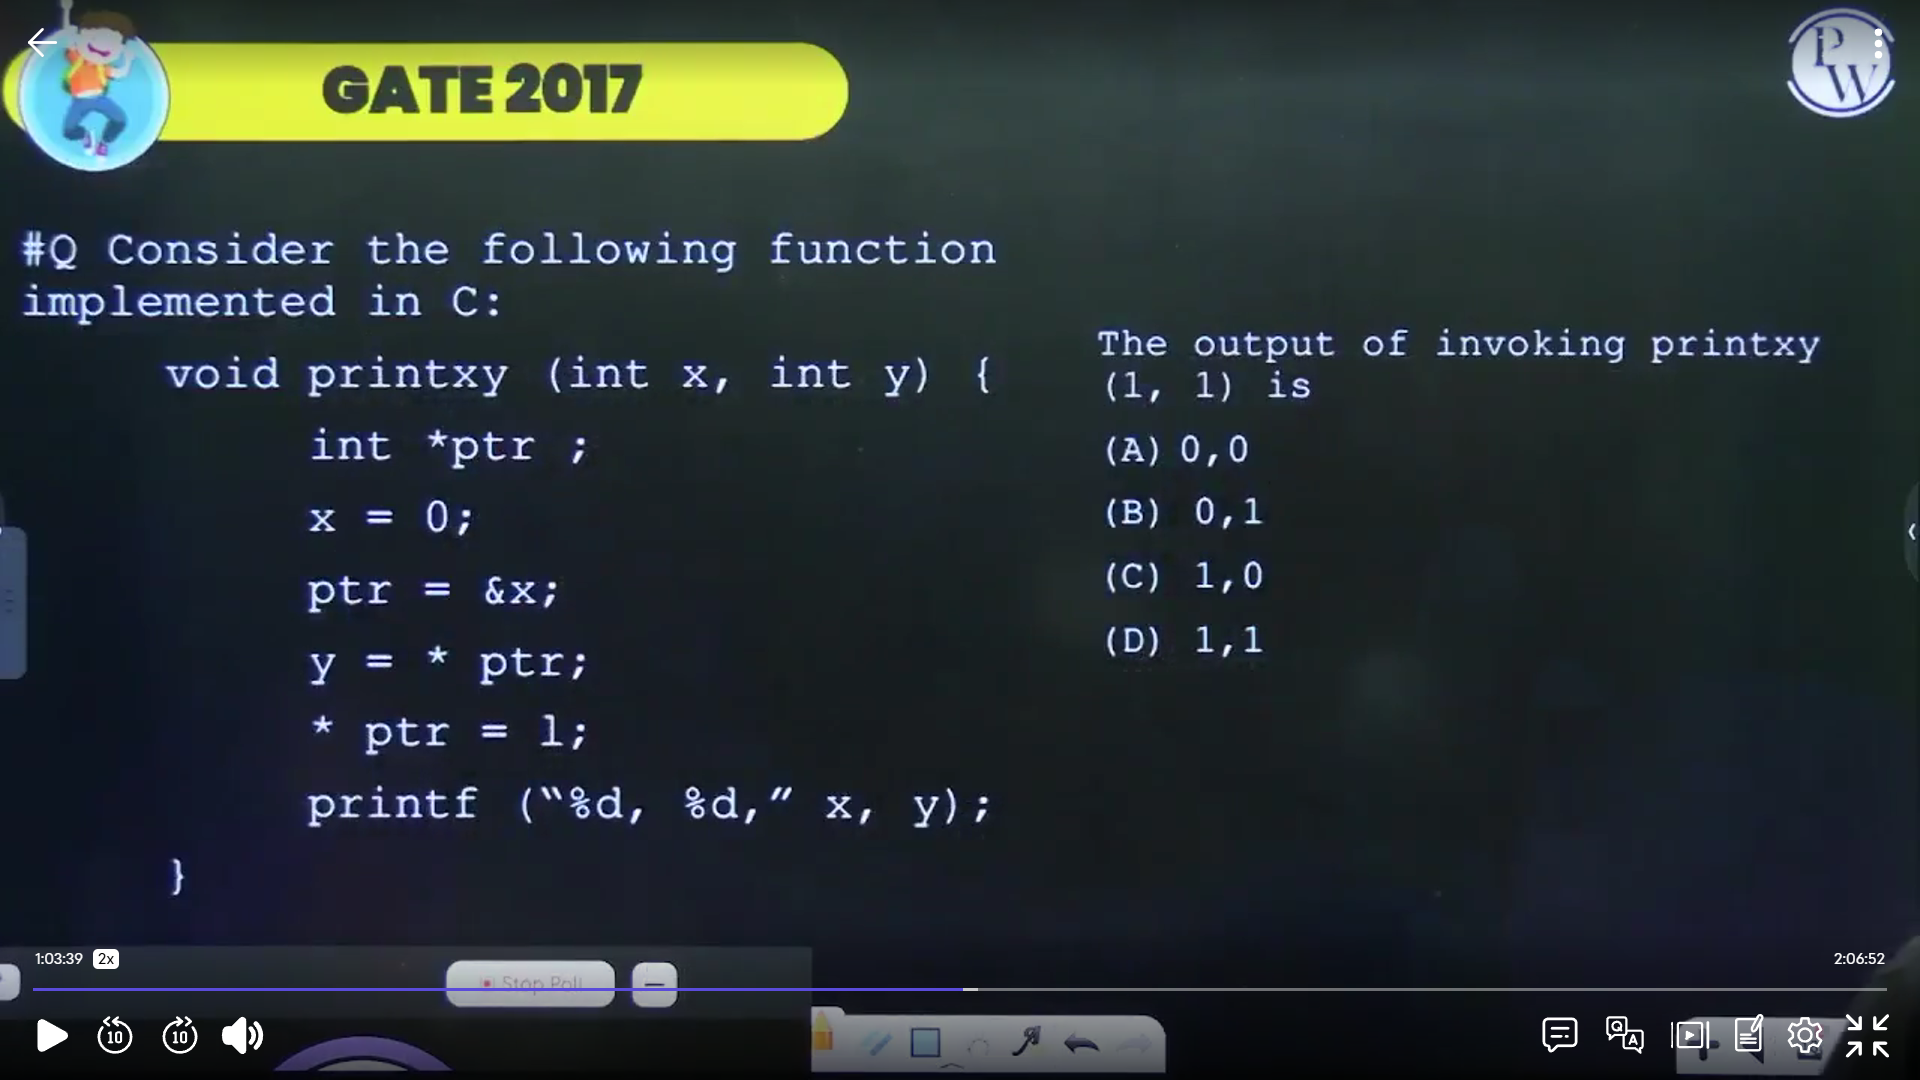 GATE 2017
PW
#Q Consider the following function
implemented in C:
void printxy (int x, int y) {
int *ptr ;
x = 0;
ptr = &x;
y = * ptr;
* ptr = 1;
printf (“%d, %d,” x, y);
}
The output of invoking printxy
(1, 1) is
(A) 0,0
(B) 0,1
(C) 1,0
(D) 1,1
1:03:39 2x
2:06:52
Stop Poll
10
10
Q A